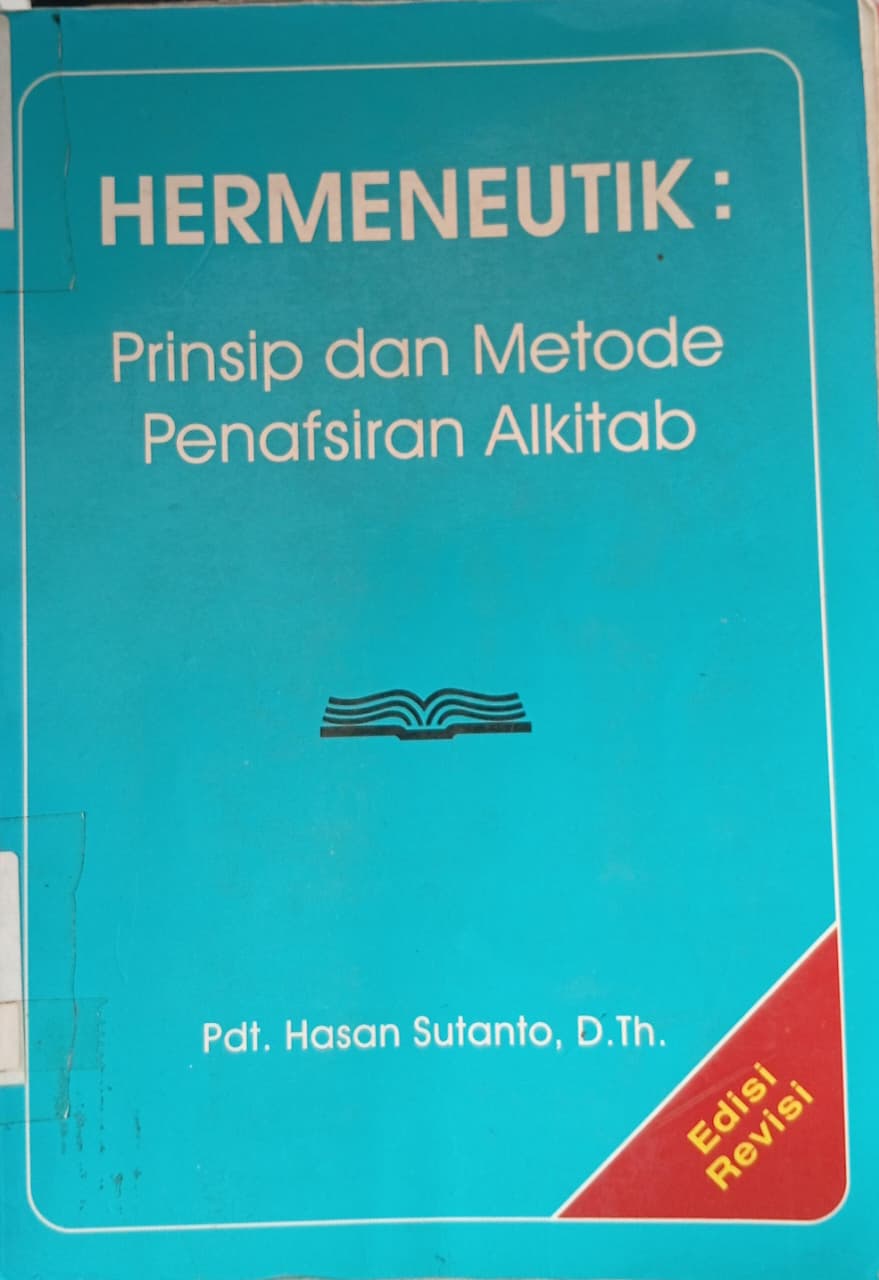 HERMENEUTIK:
Prinsip dan Metode
Penafsiran Alkitab
Pdt. Hasan Sutanto, D.Th.
Edisi
Revisi